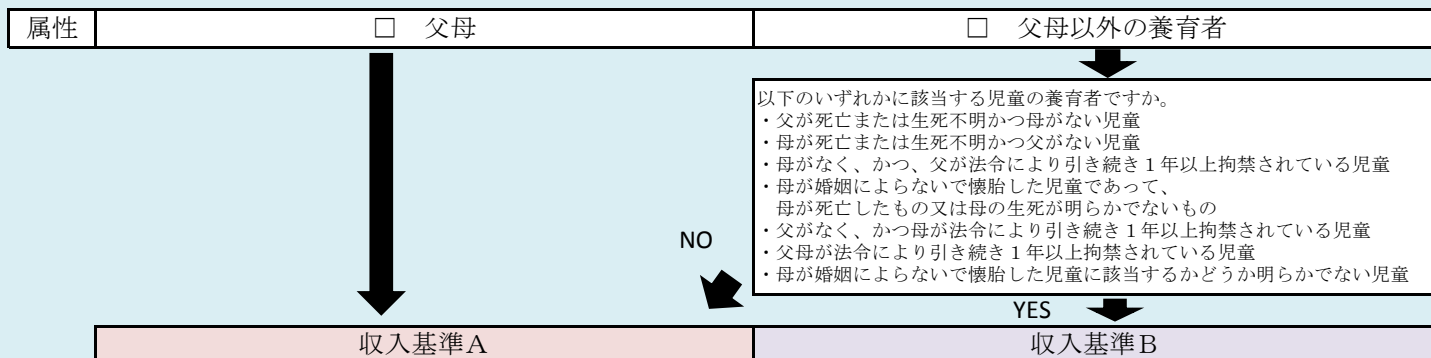 属性
□ 父母
□ 父母以外の養育者
以下のいずれかに該当する児童の養育者ですか。
・父が死亡または生死不明かつ母がない児童
・母が死亡または生死不明かつ父がない児童
・母がなく、かつ、父が法令により引き続き１年以上拘禁されている児童
・母が婚姻によらないで懐胎した児童であって、
母が死亡したもの又は母の生死が明らかでないもの
・父がなく、かつ母が法令により引き続き１年以上拘禁されている児童
・父母が法令により引き続き１年以上拘禁されている児童
・母が婚姻によらないで懐胎した児童に該当するかどうか明らかでない児童
NO
YES
収入基準A
収入基準B